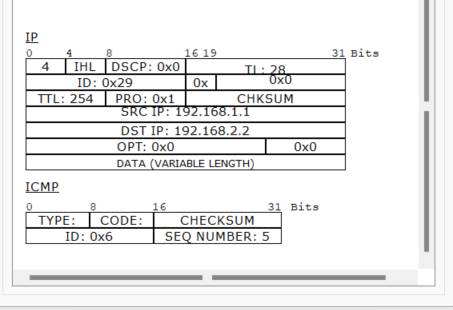 IP
0 4 8 16 19 31 Bits
4 IHL DSCP: 0x0 TL: 28
ID: 0x29 0x 0x0
TTL: 254 PRO: 0x1 CHKSUM
SRC IP: 192.168.1.1
DST IP: 192.168.2.2
OPT: 0x0 0x0
DATA (VARIABLE LENGTH)
ICMP
0 8 16 31 Bits
TYPE: CODE: CHECKSUM
ID: 0x6 SEQ NUMBER: 5